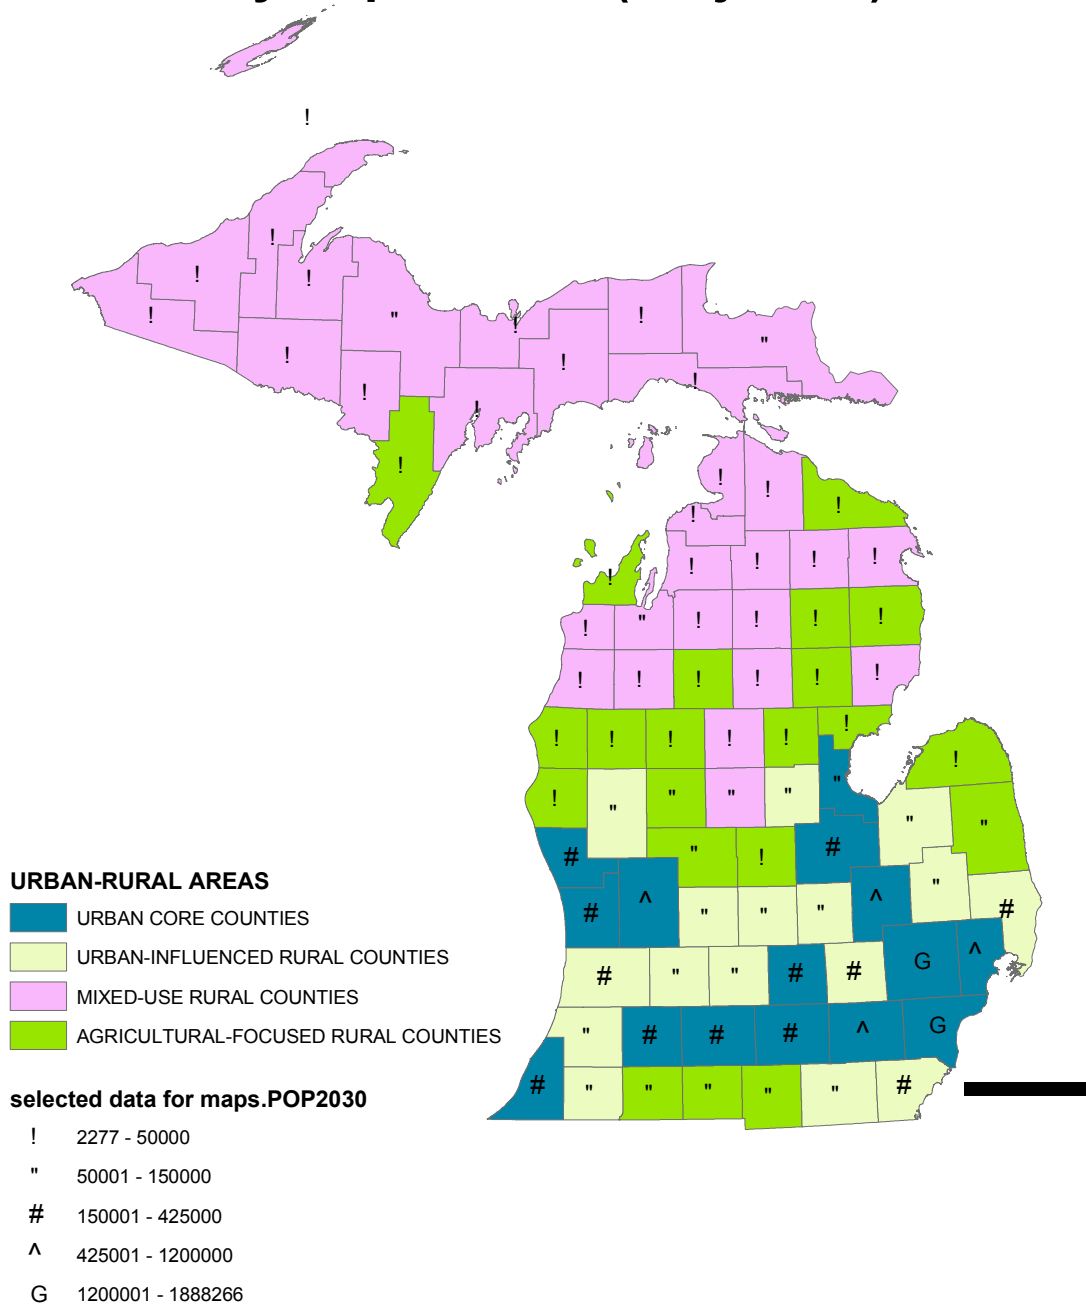 !
!
! !
! " ! !
"
! !
! ! !
! ! !
! !
! ! ! !
!
! " ! ! ! !
! ! ! ! ! !
! ! ! ! ! !
!
! " " " " "
" "
# " ! #
# ^ " " " ^ " #
# " " # # G ^
" # # # ^ G
# " " " " " #
URBAN-RURAL AREAS
URBAN CORE COUNTIES
URBAN-INFLUENCED RURAL COUNTIES
MIXED-USE RURAL COUNTIES
AGRICULTURAL-FOCUSED RURAL COUNTIES
selected data for maps.POP2030
! 2277 - 50000
" 50001 - 150000
# 150001 - 425000
^ 425001 - 1200000
G 1200001 - 1888266